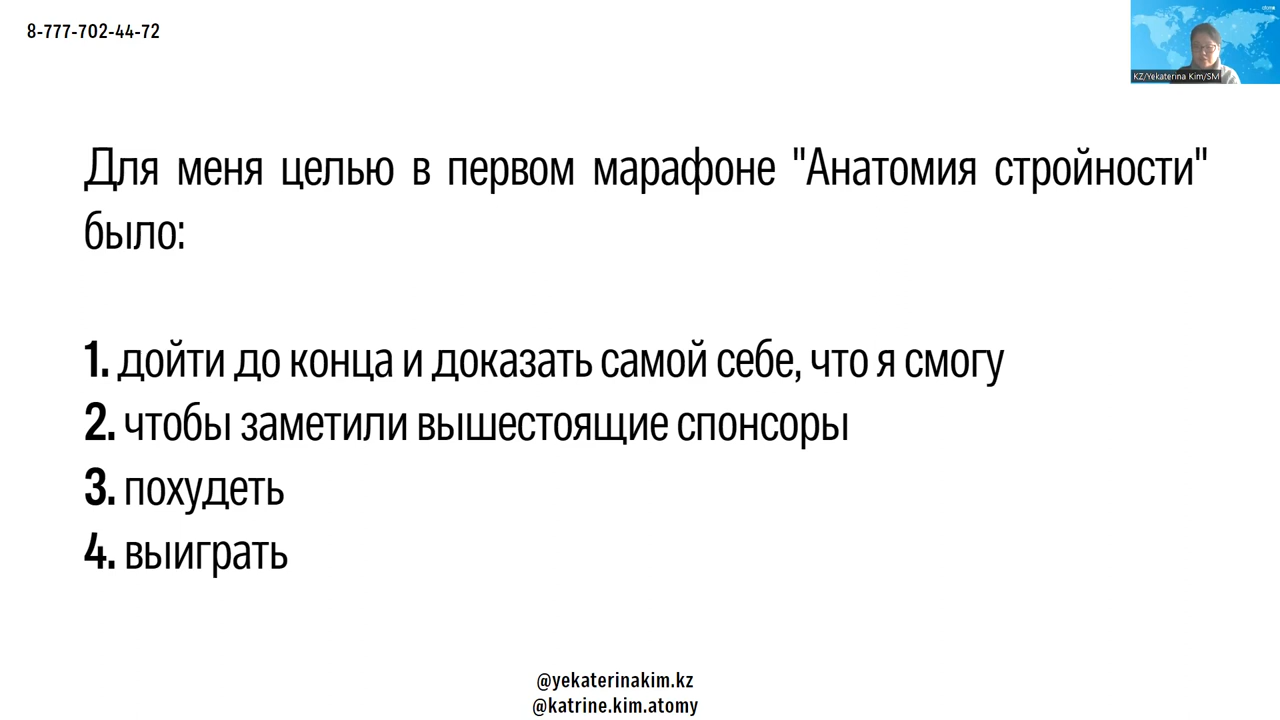 8-777-702-44-72
KZ/Yekaterina Kim/SM
Для меня целью в первом марафоне "Анатомия стройности"
было:
1. дойти до конца и доказать самой себе, что я смогу
2. чтобы заметили вышестоящие спонсоры
3. похудеть
4. выиграть
@yekaterinakim.kz
@katrine.kim.atomy